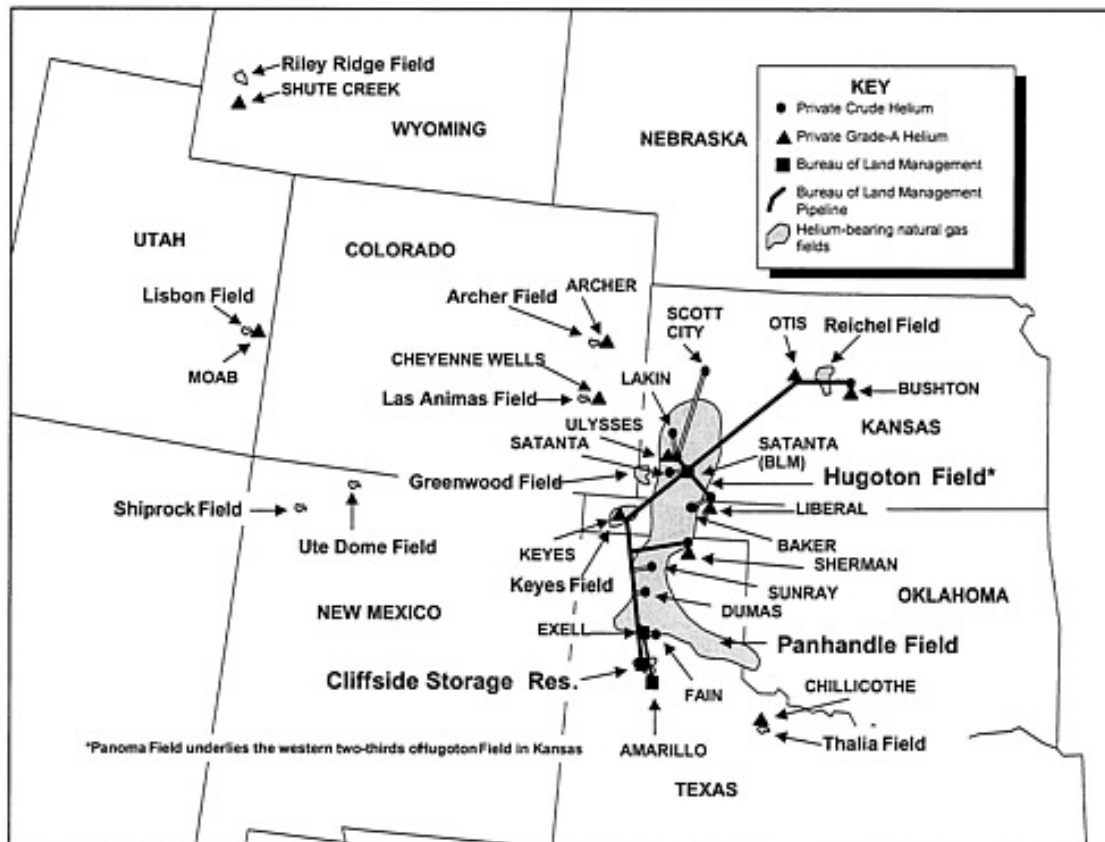 Riley Ridge Field
SHUTE CREEK
WYOMING
NEBRASKA
KEY
Private Crude Helium
Private Grade-A Helium
Bureau of Land Management
Bureau of Land Management
Pipeline
Helium-bearing natural gas
fields
UTAH
COLORADO
Lisbon Field
MOAB
Archer Field
ARCHER
CHEYENNE WELLS
Las Animas Field
SCOTT
CITY
OTIS
Reichel Field
BUSHTON
KANSAS
LAKIN
ULYSSES
SATANTA
Greenwood Field
SATANTA
(BLM)
Hugoton Field*
LIBERAL
BAKER
SHERMAN
SUNRAY
DUMAS
Shiprock Field
Ute Dome Field
KEYES
Keyes Field
NEW MEXICO
OKLAHOMA
EXELL
Panhandle Field
Cliffside Storage Res.
FAIN
CHILLICOTHE
Thalia Field
*Panoma Field underlies the western two-thirds ofHugoton Field in Kansas
AMARILLO
TEXAS